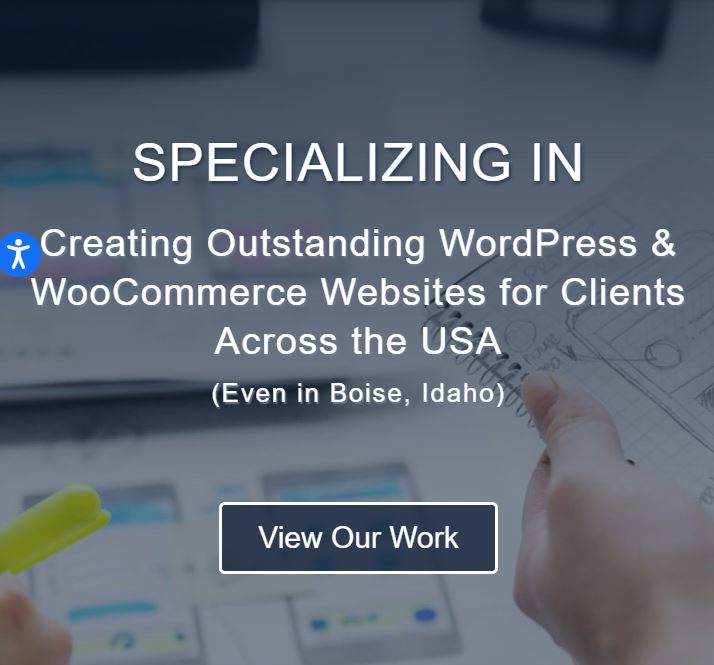 SPECIALIZING IN
Creating Outstanding WordPress &
WooCommerce Websites for Clients
Across the USA
(Even in Boise, Idaho)
View Our Work